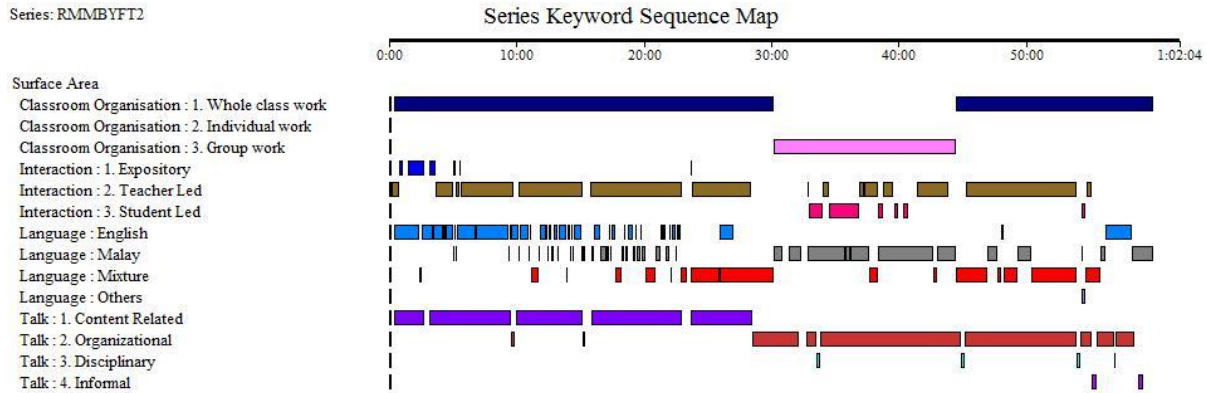 Series: RMMBYFT2
Series Keyword Sequence Map
0:00 10:00 20:00 30:00 40:00 50:00 1:02:04
Surface Area
Classroom Organisation : 1. Whole class work
Classroom Organisation : 2. Individual work
Classroom Organisation : 3. Group work
Interaction : 1. Expository
Interaction : 2. Teacher Led
Interaction : 3. Student Led
Language : English
Language : Malay
Language : Mixture
Language : Others
Talk : 1. Content Related
Talk : 2. Organizational
Talk : 3. Disciplinary
Talk : 4. Informal